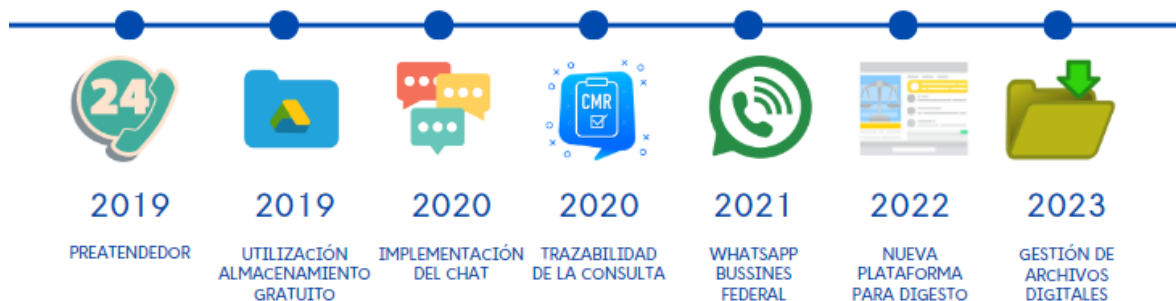 24
CMR
2019
PREATENDEDOR
2019
UTILIZACIÓN
ALMACENAMIENTO
GRATUITO
2020
IMPLEMENTACIÓN
DEL CHAT
2020
TRAZABILIDAD
DE LA CONSULTA
2021
WHATSAPP
BUSSINES
FEDERAL
2022
NUEVA
PLATAFORMA
PARA DIGESTO
2023
GESTIÓN DE
ARCHIVOS
DIGITALES